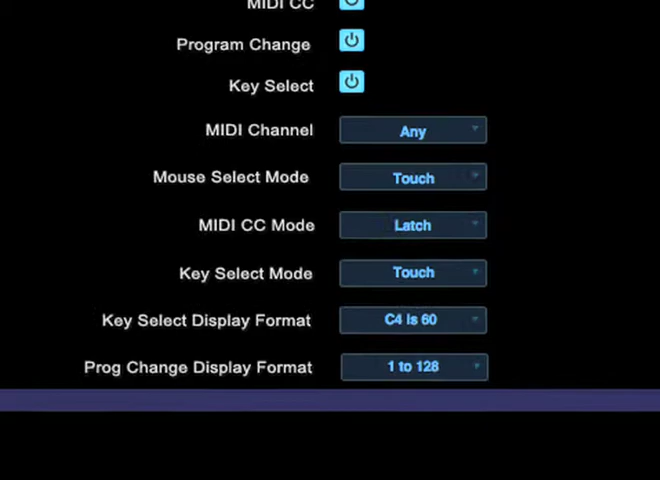 MIDI CC
Program Change
Key Select
MIDI Channel Any
Mouse Select Mode Touch
MIDI CC Mode Latch
Key Select Mode Touch
Key Select Display Format C4 is 60
Prog Change Display Format 1 to 128